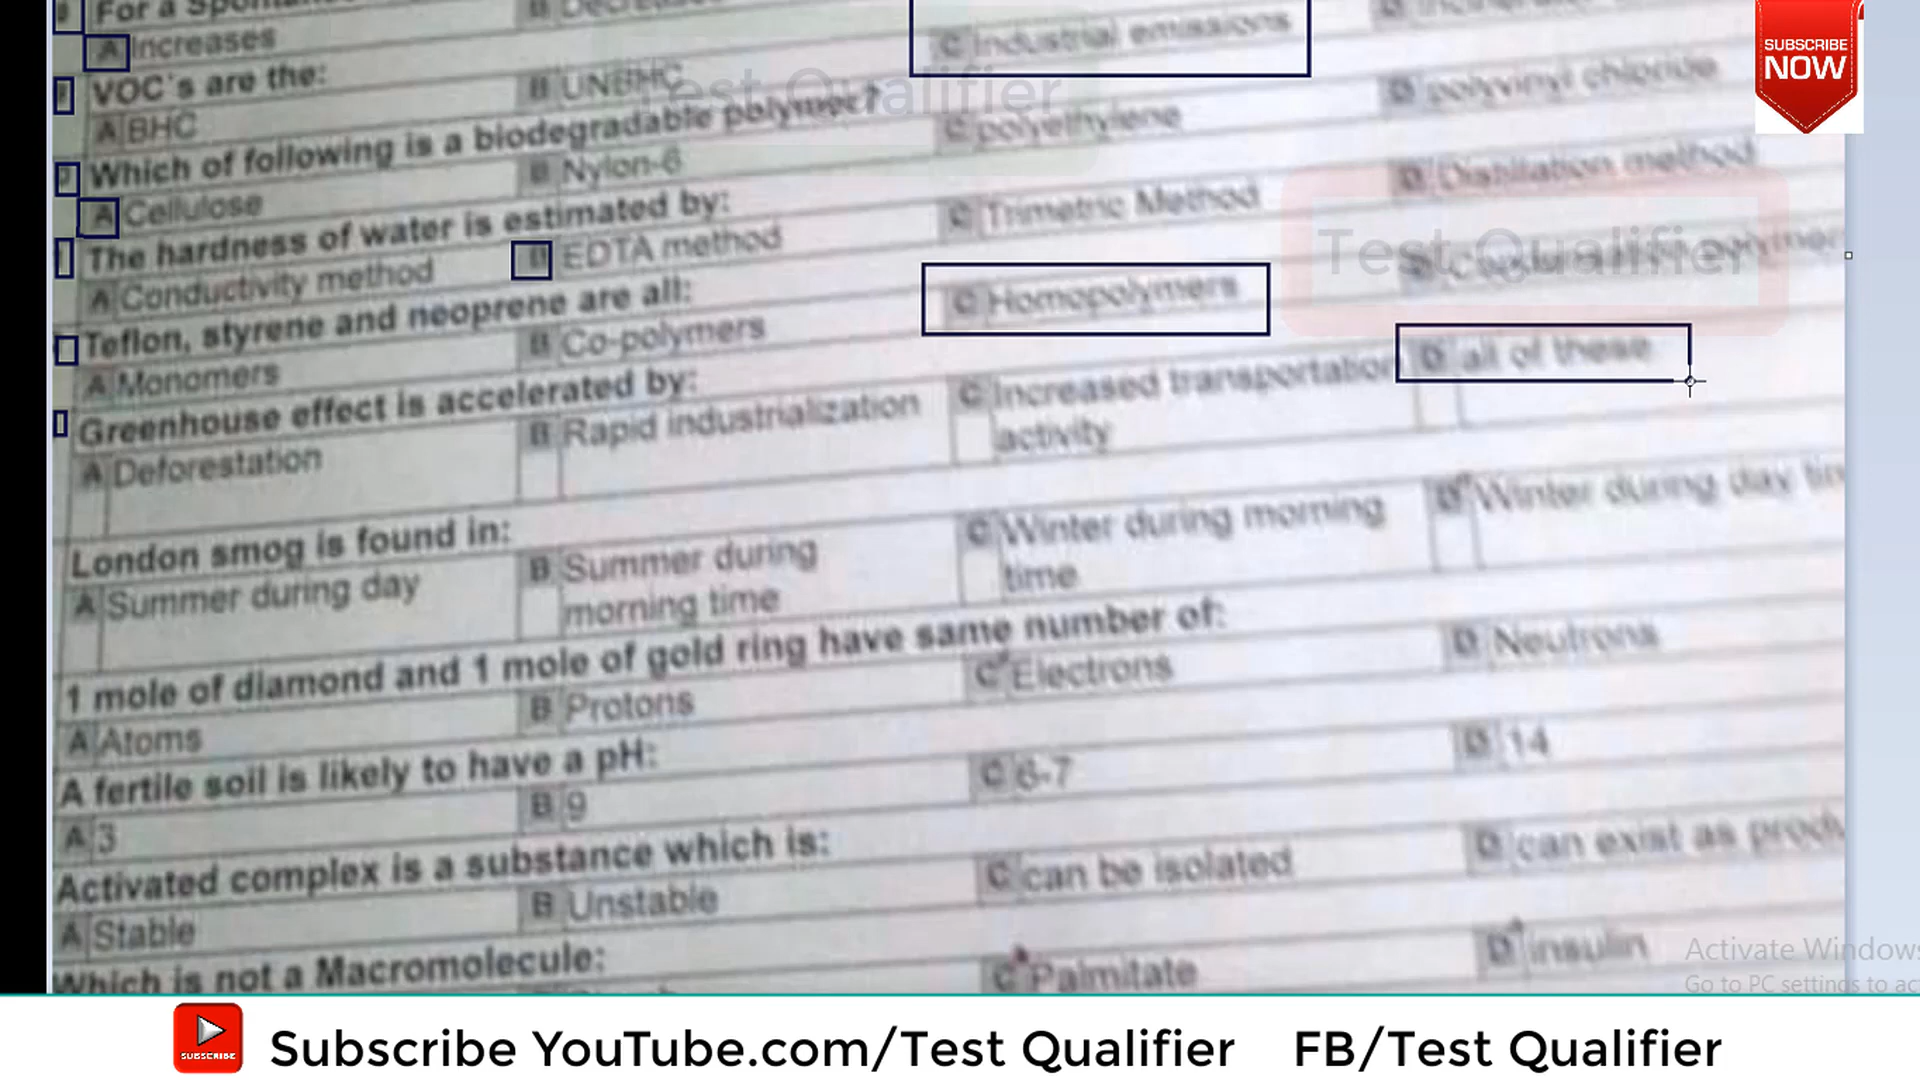 For a Spontaneous
A Increases B Decreases C Industrial emissions D
VOC's are the:
A BHC B UNBHC C polyethylene D polyvinyl chloride
Which of following is a biodegradable polymer?
A Cellulose B Nylon-6 C Trimetric Method D Distilation method
The hardness of water is estimated by:
A Conductivity method B EDTA method C Homopolymers D
Teflon, styrene and neoprene are all:
A Monomers B Co-polymers C Increased transportation D all of these
activity
Greenhouse effect is accelerated by:
A Deforestation B Rapid industrialization
London smog is found in:
A Summer during day B Summer during C Winter during morning D Winter during day tim
morning time time
1 mole of diamond and 1 mole of gold ring have same number of:
A Atoms B Protons C Electrons D Neutrons
A fertile soil is likely to have a pH:
A 3 B 9 C 6-7 D 14
Activated complex is a substance which is:
A Stable B Unstable C can be isolated D can exist as produ
Which is not a Macromolecule:
C Palmitate D insulin
Test Qualifier
Test Qualifier
SUBSCRIBE
NOW
Activate Windows
Go to PC settings to act
SUBSCRIBE
Subscribe YouTube.com/Test Qualifier FB/Test Qualifier